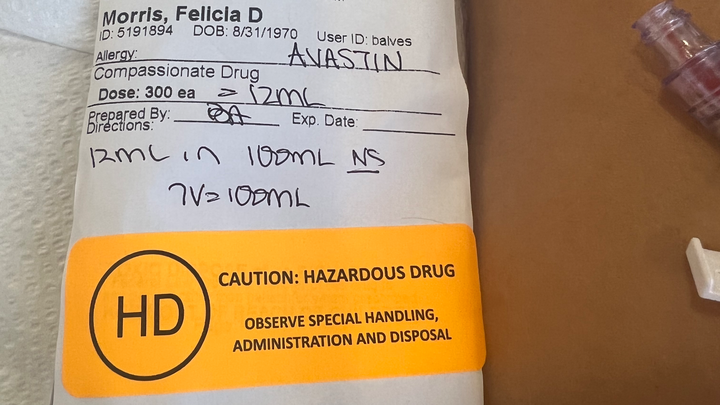 Morris, Felicia D
ID: 5191894 DOB: 8/31/1970 User ID: balves
Allergy: AVASTIN
Compassionate Drug
Dose: 300 ea = 12mL
Prepared By: Exp. Date:
Directions:
12mL in 100mL NS
TV=100mL
HD
CAUTION: HAZARDOUS DRUG
OBSERVE SPECIAL HANDLING,
ADMINISTRATION AND DISPOSAL